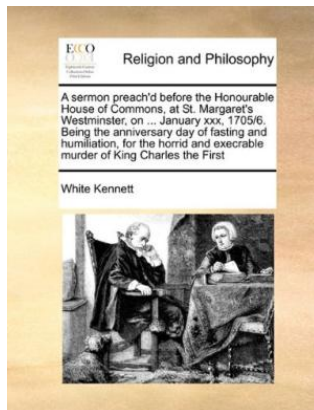 ECCO
Religion and Philosophy
A sermon preach'd before the Honourable
House of Commons, at St. Margaret's
Westminster, on ... January xxx, 1705/6.
Being the anniversary day of fasting and
humiliation, for the horrid and execrable
murder of King Charles the First
White Kennett